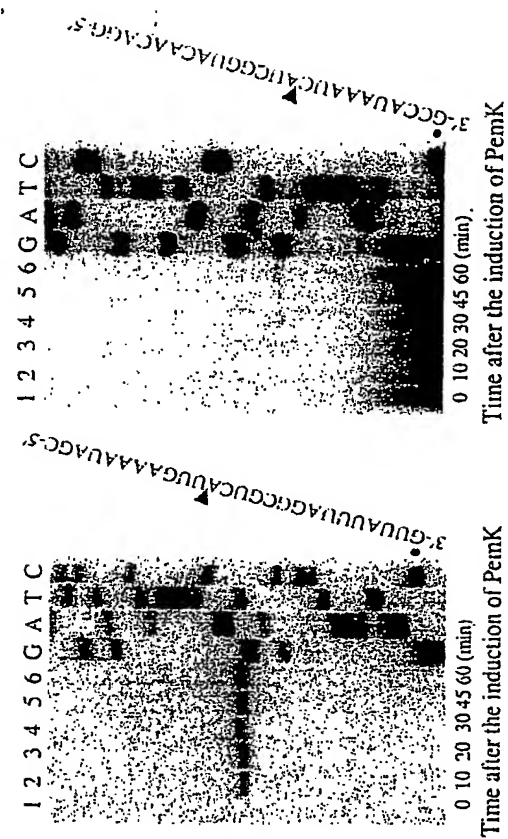 3'-GCCAUAAAUCAUCGGUACAACAGG-5'
1 2 3 4 5 6 G A T C
0 10 20 30 45 60 (min)
Time after the induction of PemK
3'-GUUAUUUAGGCGUCAUUGAAAAUAGC-5'
1 2 3 4 5 6 G A T C
0 10 20 30 45 60 (min)
Time after the induction of PemK